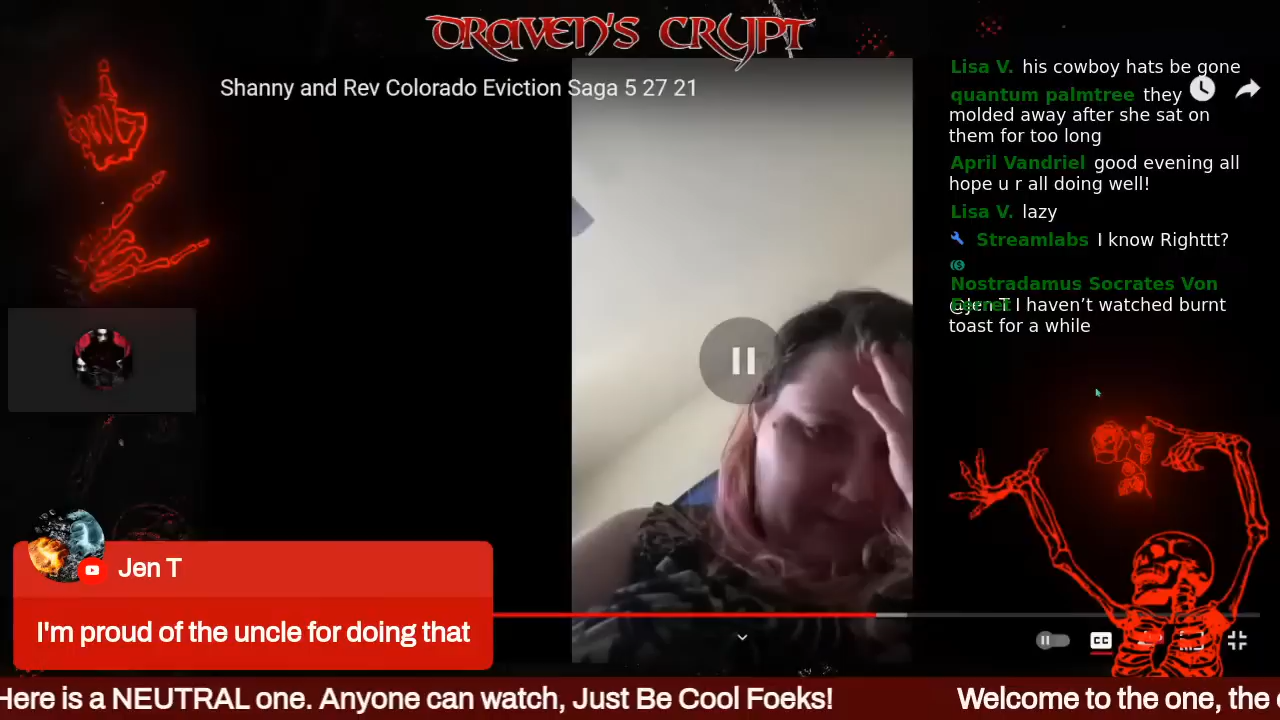 DRAVEN'S CRYPT
Shanny and Rev Colorado Eviction Saga 5 27 21
Lisa V. his cowboy hats be gone
quantum palmtree they
molded away after she sat on
them for too long
April Vandriel good evening all
hope u r all doing well!
Lisa V. lazy
Streamlabs I know Righttt?
Nostradamus Socrates Von
Ferret
@Jen T I haven't watched burnt
toast for a while
Jen T
I'm proud of the uncle for doing that
CC
Here is a NEUTRAL one. Anyone can watch, Just Be Cool Foeks! Welcome to the one, the